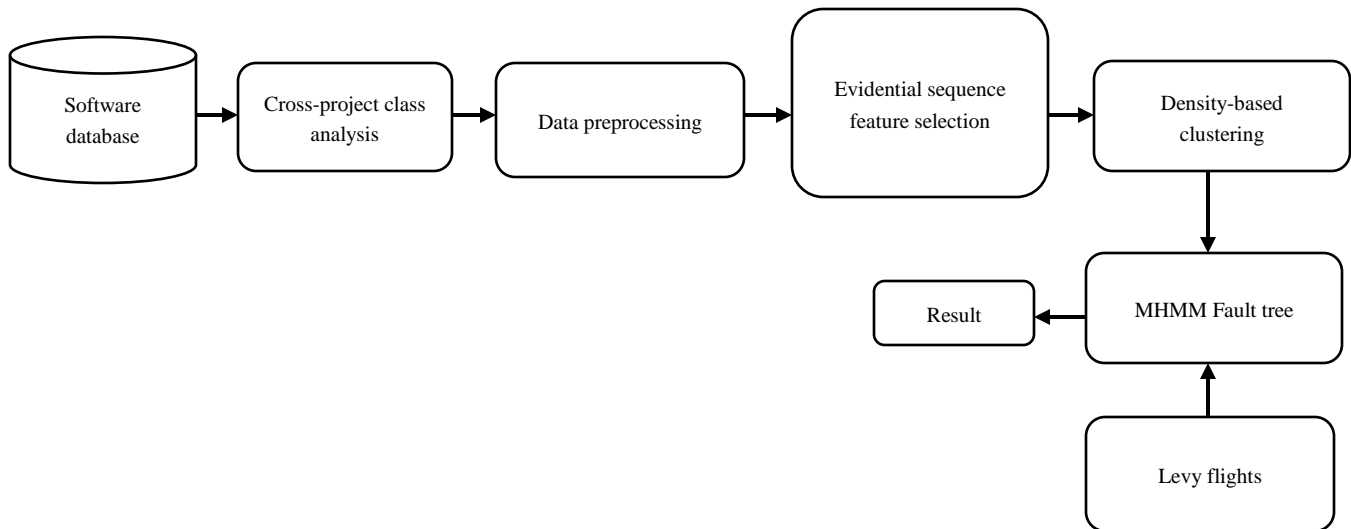 Software
database
Cross-project class
analysis
Data preprocessing
Evidential sequence
feature selection
Density-based
clustering
MHMM Fault tree
Result
Levy flights